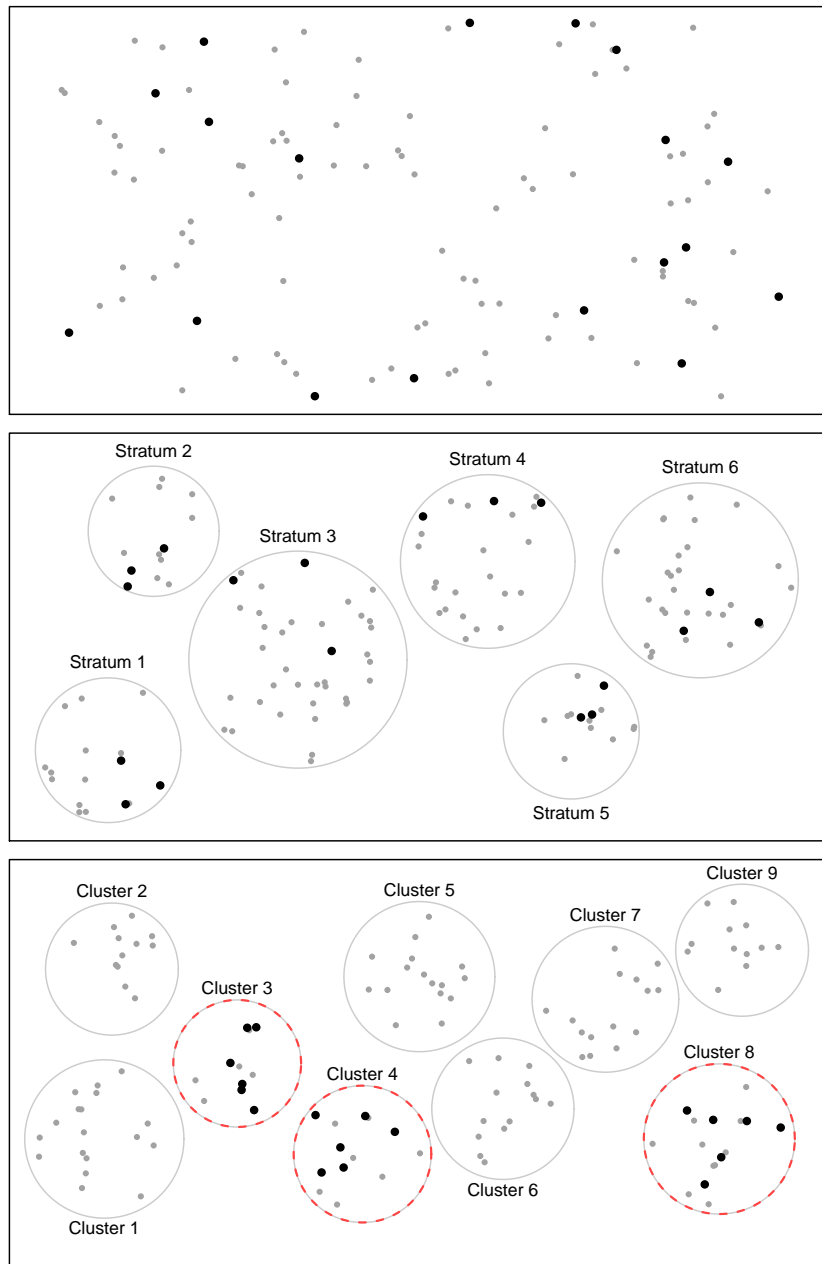 Stratum 2
Stratum 4
Stratum 6
Stratum 3
Stratum 1
Stratum 5
Cluster 9
Cluster 2
Cluster 5
Cluster 7
Cluster 3
Cluster 4
Cluster 8
Cluster 6
Cluster 1